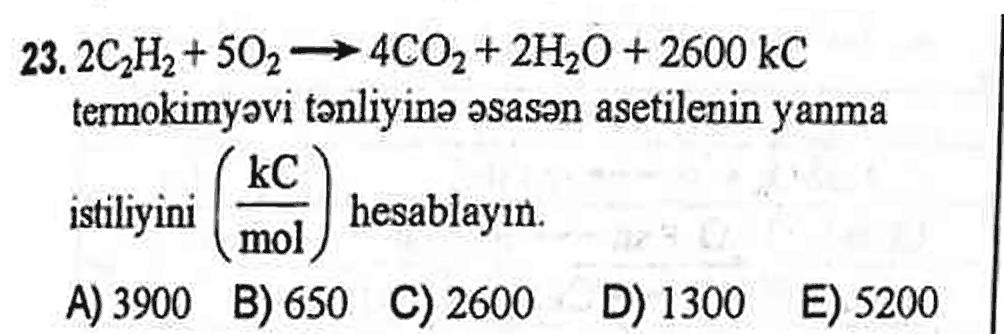 23. 2C₂H₂ + 5O₂ ⟶ 4CO₂ + 2H₂O + 2600 kC
termokimyəvi tənliyinə əsasən asetilenin yanma
istiliyini (kC/mol) hesablayın.
A) 3900 B) 650 C) 2600 D) 1300 E) 5200